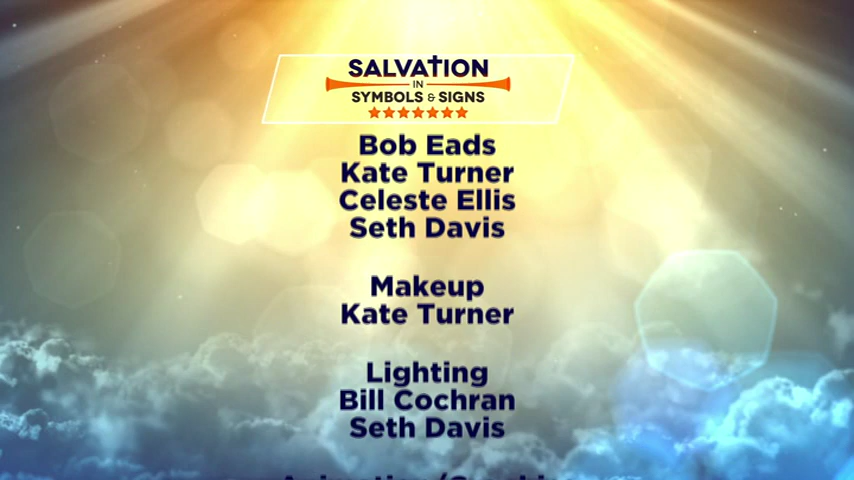 SALVATION
IN
SYMBOLS & SIGNS
Bob Eads
Kate Turner
Celeste Ellis
Seth Davis
Makeup
Kate Turner
Lighting
Bill Cochran
Seth Davis